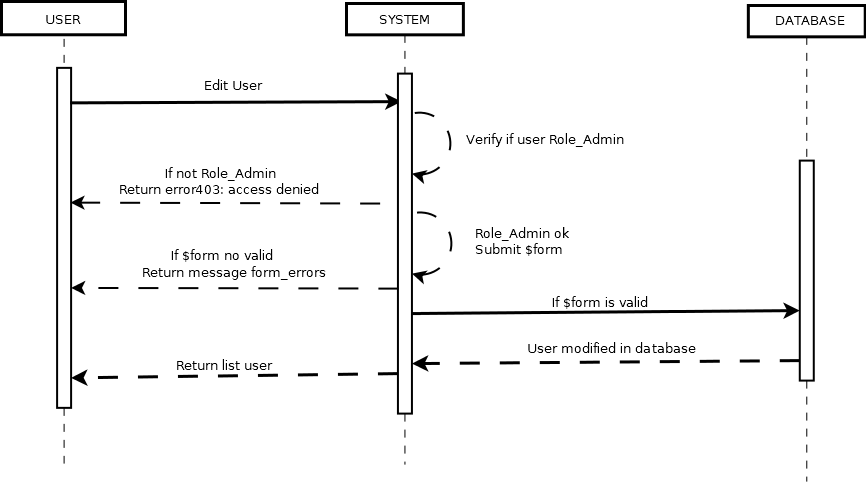 USER
SYSTEM
DATABASE
Edit User
Verify if user Role_Admin
If not Role_Admin
Return error403: access denied
Role_Admin ok
Submit $form
If $form no valid
Return message form_errors
If $form is valid
User modified in database
Return list user